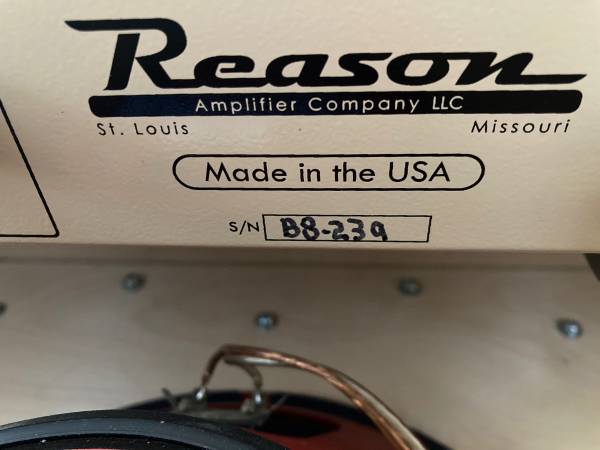 Reason
Amplifier Company LLC
St. Louis Missouri
Made in the USA
S/N B8-239